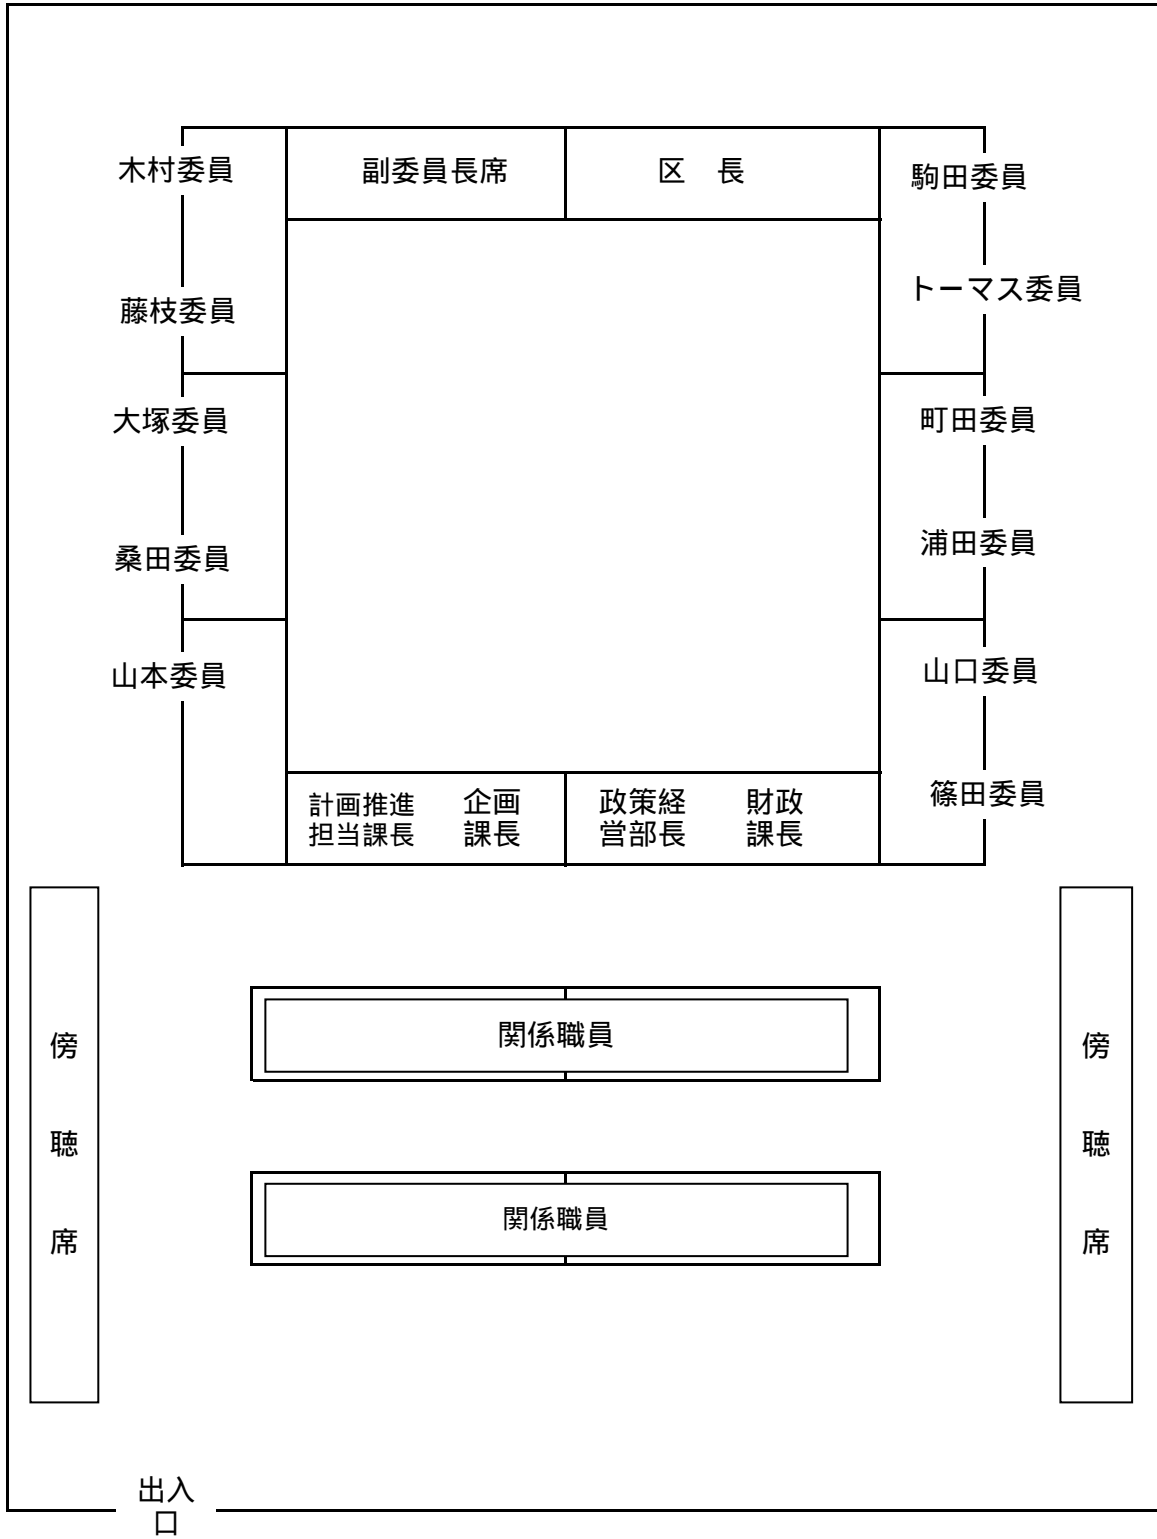 木村委員
副委員長席
区　長
駒田委員
トーマス委員
藤枝委員
大塚委員
町田委員
桑田委員
浦田委員
山本委員
山口委員
篠田委員
計画推進
担当課長
企画
課長
政策経
営部長
財政
課長
傍
聴
席
関係職員
関係職員
傍
聴
席
出入
口